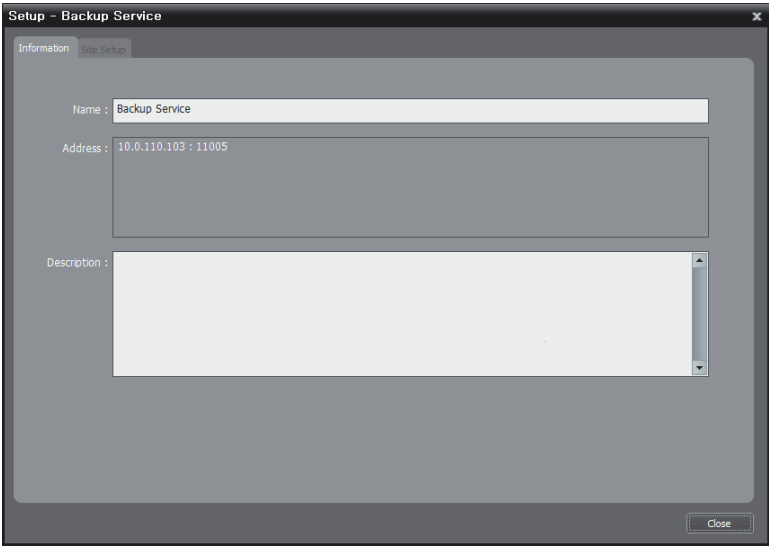 Setup - Backup Service
x
Information
Site Setup
Name : Backup Service
Address : 10.0.110.103 : 11005
Description :
Close